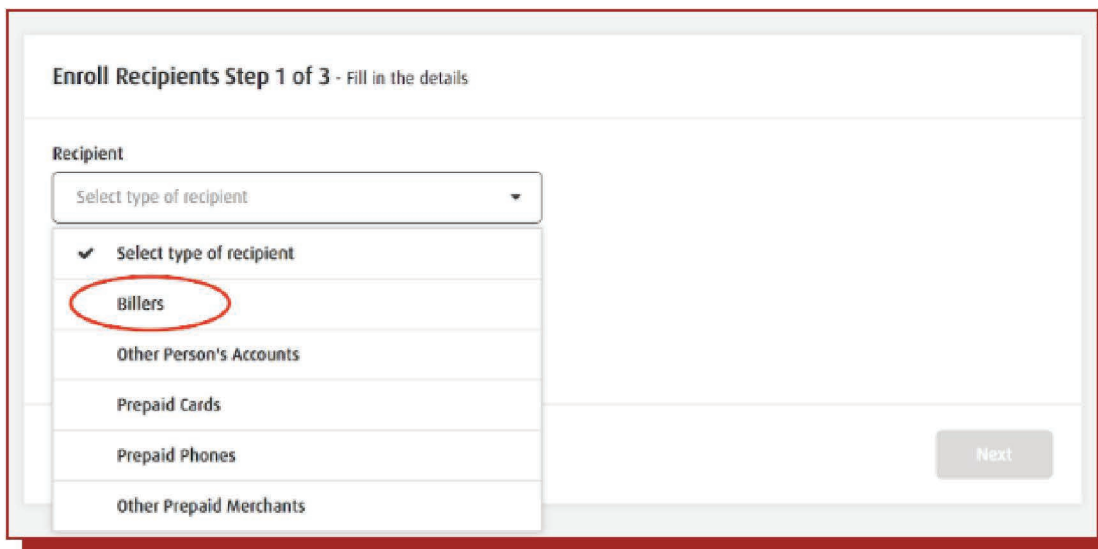 Enroll Recipients Step 1 of 3 - Fill in the details
Recipient
Select type of recipient
Select type of recipient
Billers
Other Person's Accounts
Prepaid Cards
Prepaid Phones
Other Prepaid Merchants
Next